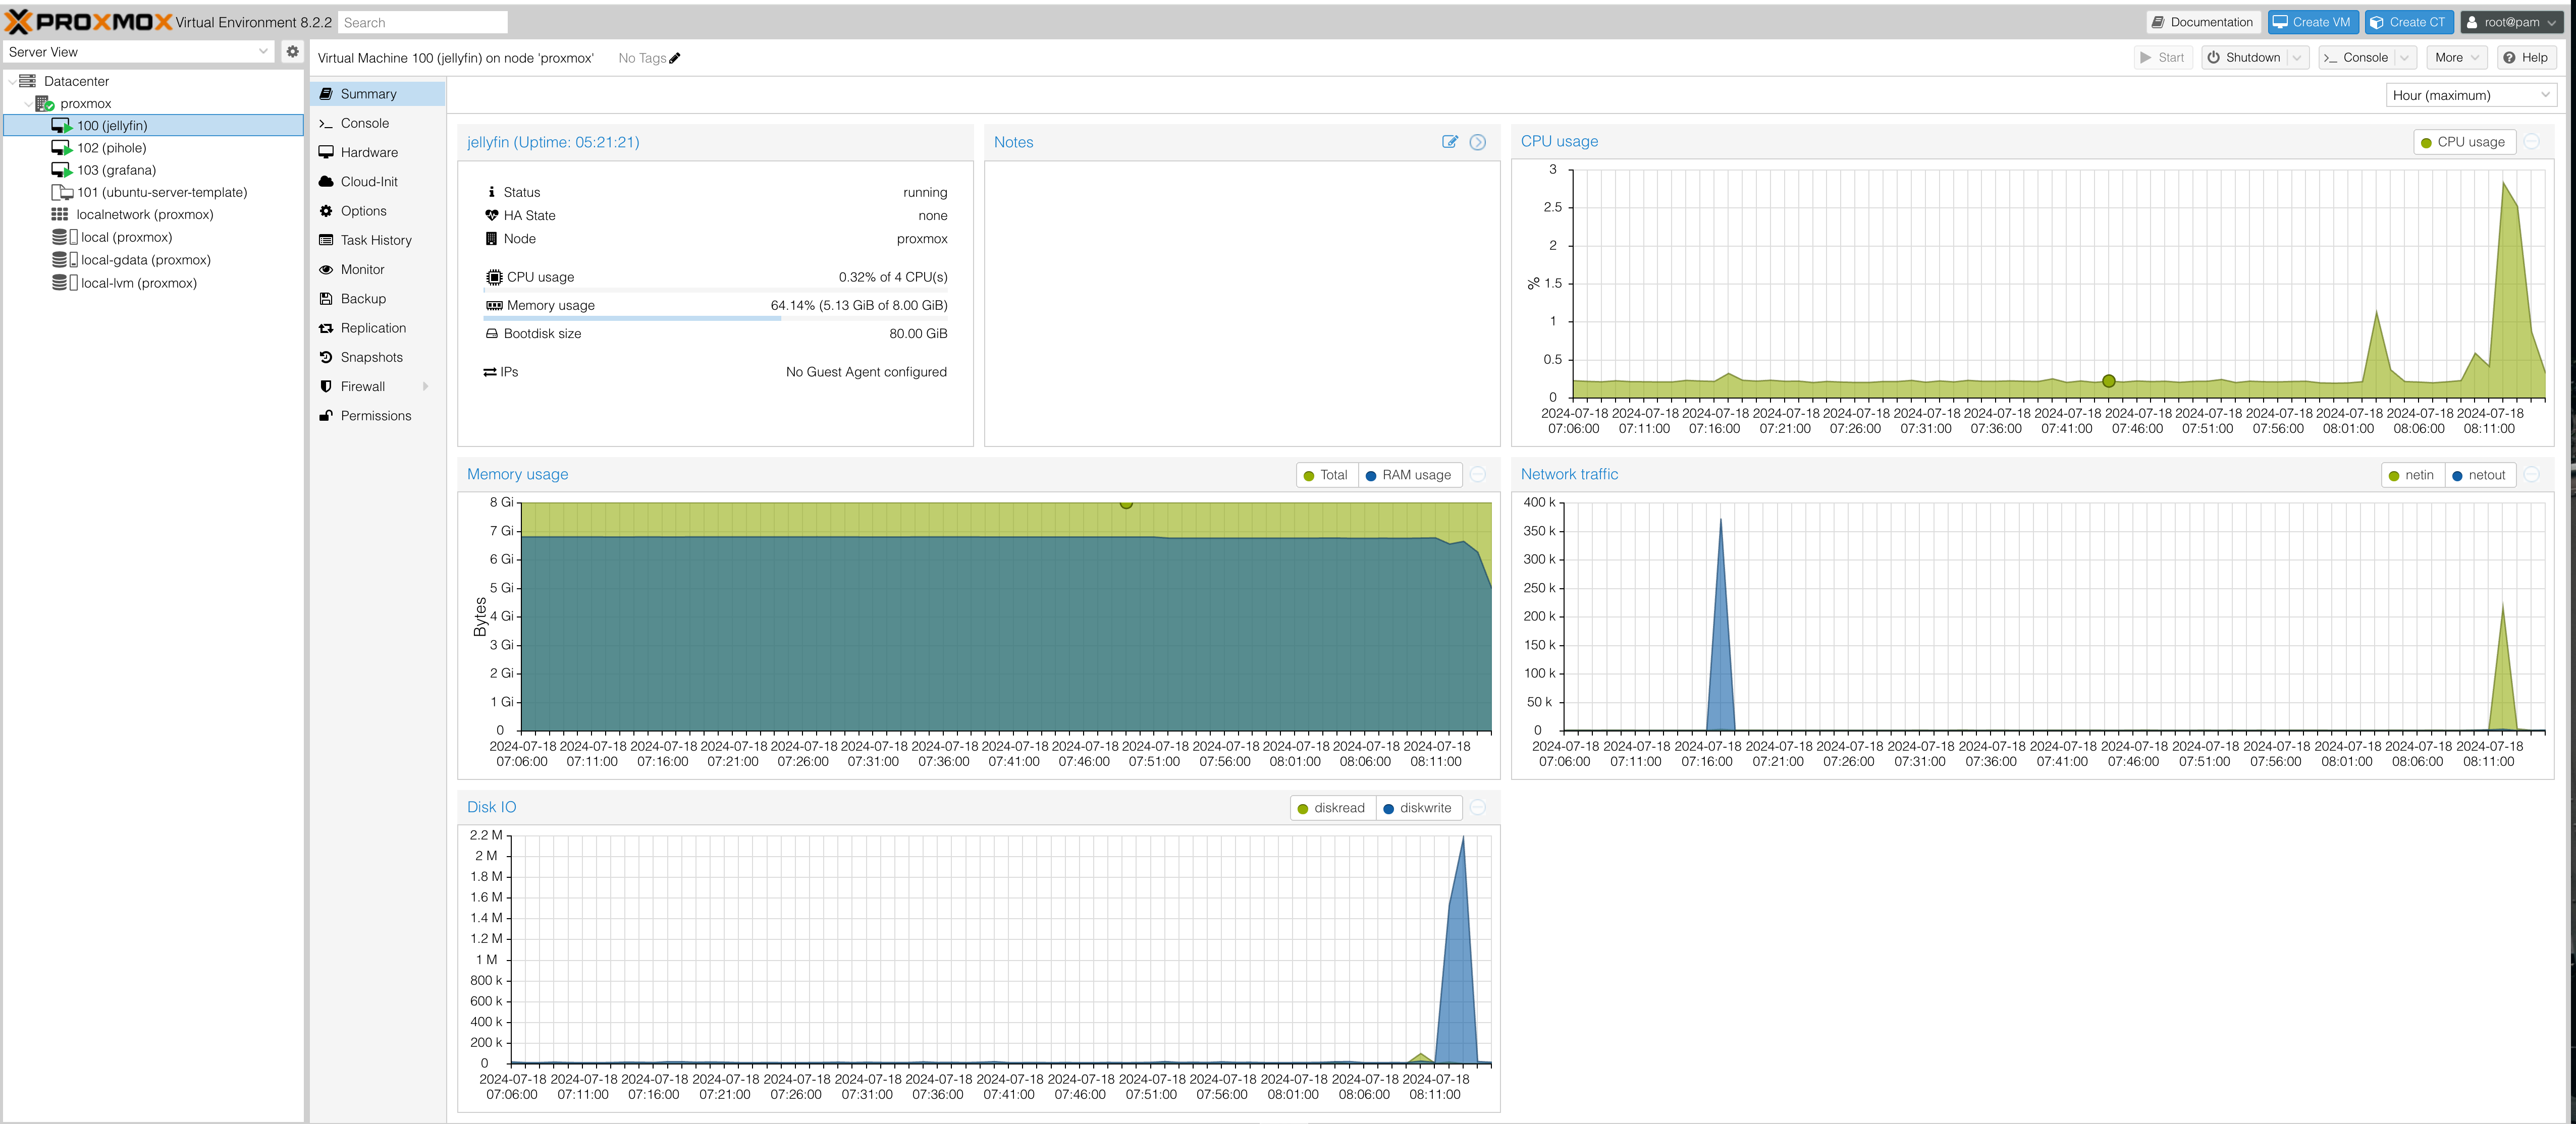 PROXMOX Virtual Environment 8.2.2 Search Documentation Create VM Create CT root@pam
Server View
Virtual Machine 100 (jellyfin) on node 'proxmox' No Tags Start Shutdown Console More Help
Datacenter
proxmox
100 (jellyfin)
102 (pihole)
103 (grafana)
101 (ubuntu-server-template)
localnetwork (proxmox)
local (proxmox)
local-gdata (proxmox)
local-lvm (proxmox)
Summary
Console
Hardware
Cloud-Init
Options
Task History
Monitor
Backup
Replication
Snapshots
Firewall
Permissions
Hour (maximum)
jellyfin (Uptime: 05:21:21)
Status running
HA State none
Node proxmox
CPU usage 0.32% of 4 CPU(s)
Memory usage 64.14% (5.13 GiB of 8.00 GiB)
Bootdisk size 80.00 GiB
IPs No Guest Agent configured
Notes
CPU usage CPU usage
3
2.5
2
1.5
1
0.5
0
%
2024-07-18 2024-07-18 2024-07-18 2024-07-18 2024-07-18 2024-07-18 2024-07-18 2024-07-18 2024-07-18 2024-07-18 2024-07-18 2024-07-18 2024-07-18 2024-07-18
07:06:00 07:11:00 07:16:00 07:21:00 07:26:00 07:31:00 07:36:00 07:41:00 07:46:00 07:51:00 07:56:00 08:01:00 08:06:00 08:11:00
Memory usage Total RAM usage
8 Gi
7 Gi
6 Gi
5 Gi
4 Gi
3 Gi
2 Gi
1 Gi
0
Bytes
2024-07-18 2024-07-18 2024-07-18 2024-07-18 2024-07-18 2024-07-18 2024-07-18 2024-07-18 2024-07-18 2024-07-18 2024-07-18 2024-07-18 2024-07-18 2024-07-18
07:06:00 07:11:00 07:16:00 07:21:00 07:26:00 07:31:00 07:36:00 07:41:00 07:46:00 07:51:00 07:56:00 08:01:00 08:06:00 08:11:00
Network traffic netin netout
400 k
350 k
300 k
250 k
200 k
150 k
100 k
50 k
0
2024-07-18 2024-07-18 2024-07-18 2024-07-18 2024-07-18 2024-07-18 2024-07-18 2024-07-18 2024-07-18 2024-07-18 2024-07-18 2024-07-18 2024-07-18 2024-07-18
07:06:00 07:11:00 07:16:00 07:21:00 07:26:00 07:31:00 07:36:00 07:41:00 07:46:00 07:51:00 07:56:00 08:01:00 08:06:00 08:11:00
Disk IO diskread diskwrite
2.2 M
2 M
1.8 M
1.6 M
1.4 M
1.2 M
1 M
800 k
600 k
400 k
200 k
0
2024-07-18 2024-07-18 2024-07-18 2024-07-18 2024-07-18 2024-07-18 2024-07-18 2024-07-18 2024-07-18 2024-07-18 2024-07-18 2024-07-18 2024-07-18 2024-07-18
07:06:00 07:11:00 07:16:00 07:21:00 07:26:00 07:31:00 07:36:00 07:41:00 07:46:00 07:51:00 07:56:00 08:01:00 08:06:00 08:11:00